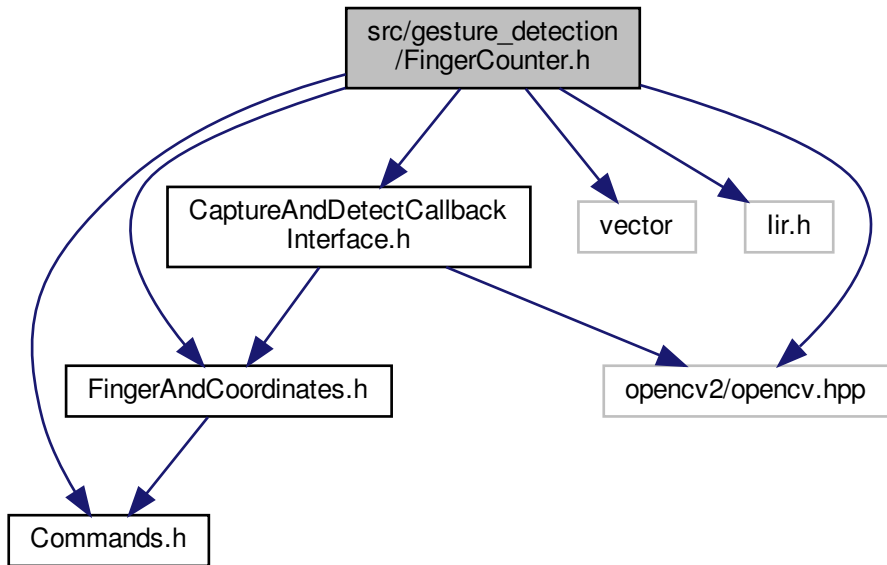 src/gesture_detection
/FingerCounter.h
CaptureAndDetectCallback
Interface.h
vector
lir.h
FingerAndCoordinates.h
opencv2/opencv.hpp
Commands.h